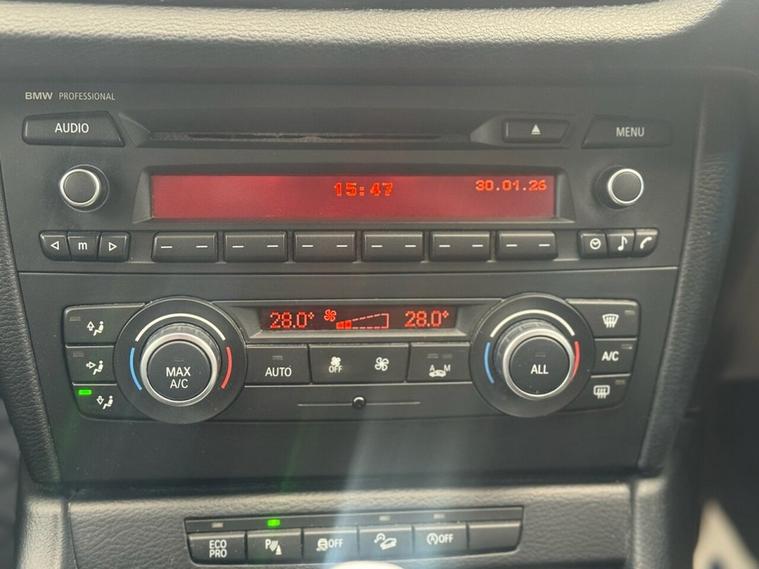 BMW PROFESSIONAL
AUDIO
MENU
15:47
30.01.26
m
28.0°
28.0°
MAX
A/C
AUTO
OFF
A M
ALL
A/C
ECO
PRO
P
OFF
OFF